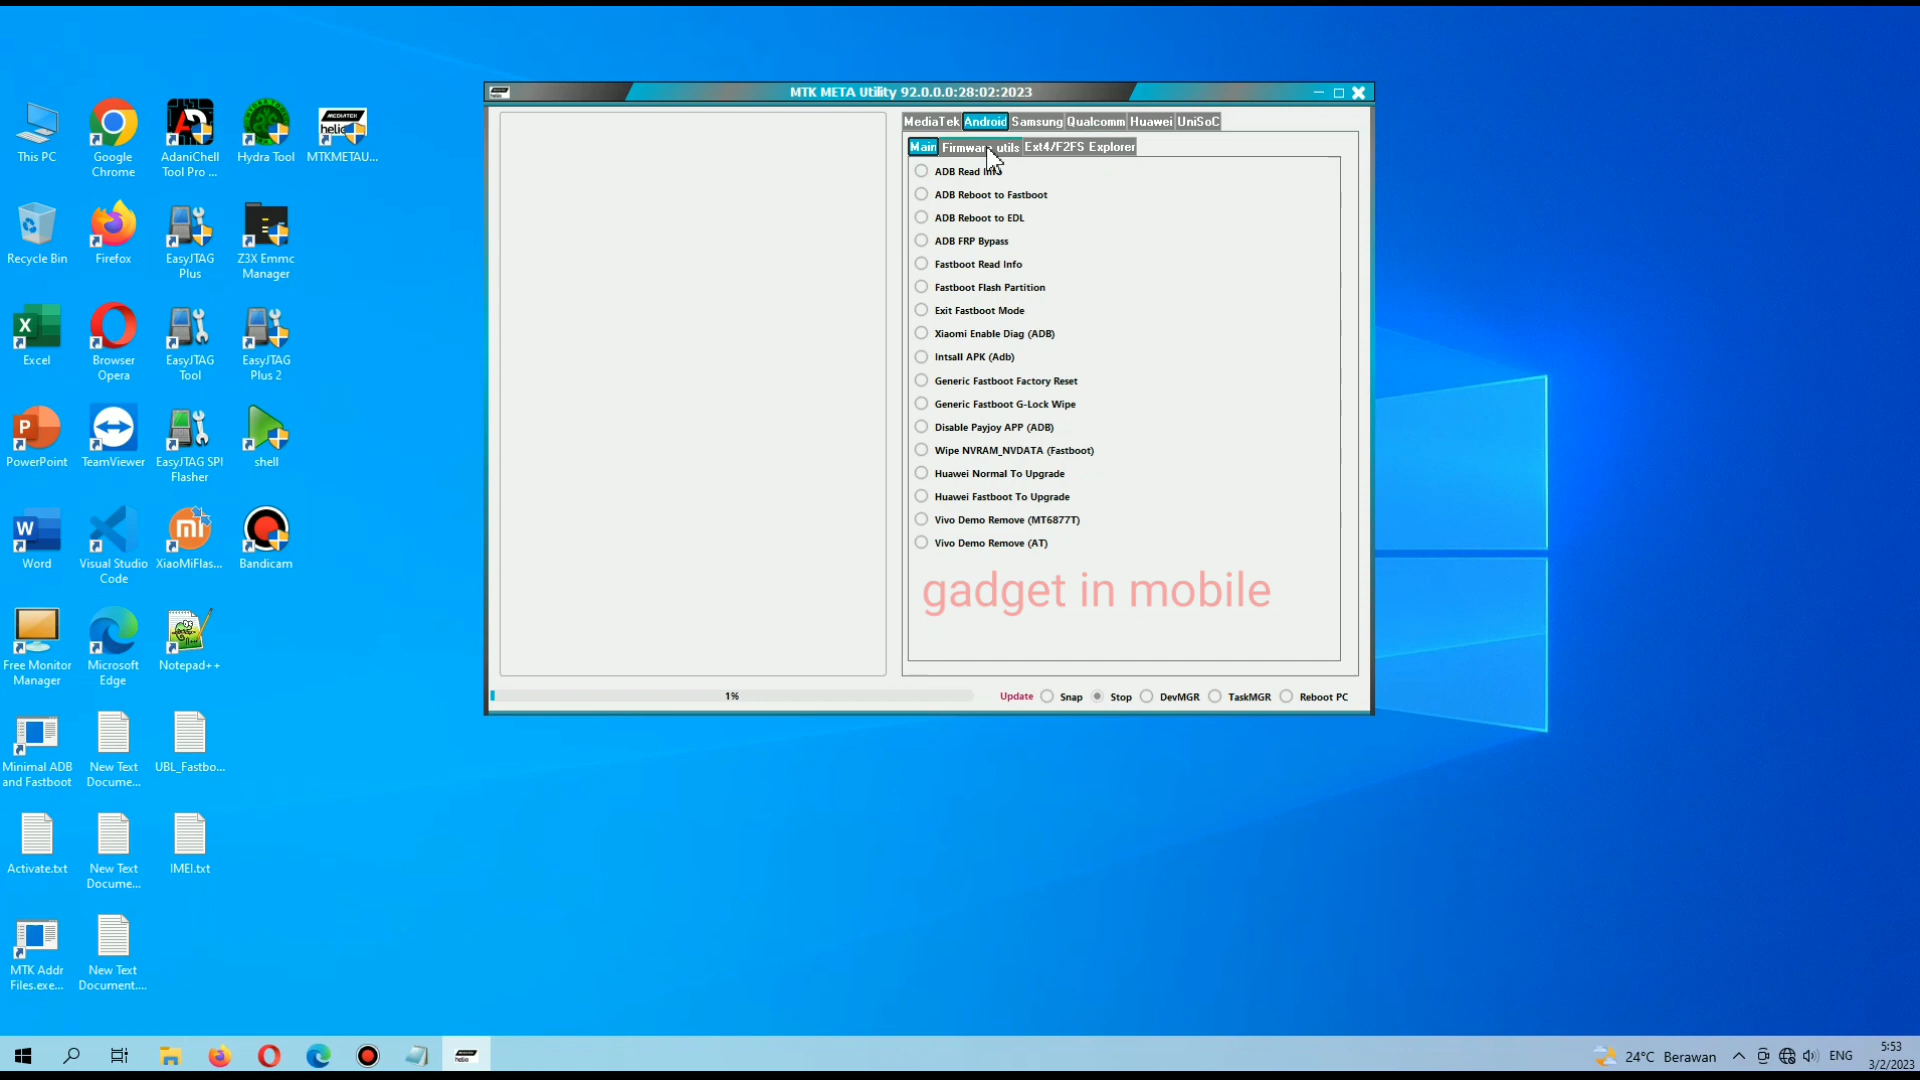 MTK META Utility 92.0.0.0:28:02:2023
MediaTek Android Samsung Qualcomm Huawei UniSoC
Main Firmware utils Ext4/F2FS Explorer
ADB Read Info
ADB Reboot to Fastboot
ADB Reboot to EDL
ADB FRP Bypass
Fastboot Read Info
Fastboot Flash Partition
Exit Fastboot Mode
Xiaomi Enable Diag (ADB)
Intsall APK (Adb)
Generic Fastboot Factory Reset
Generic Fastboot G-Lock Wipe
Disable Payjoy APP (ADB)
Wipe NVRAM_NVDATA (Fastboot)
Huawei Normal To Upgrade
Huawei Fastboot To Upgrade
Vivo Demo Remove (MT6877T)
Vivo Demo Remove (AT)
gadget in mobile
1%
Update Snap Stop DevMGR TaskMGR Reboot PC
This PC
Google
Chrome
AdaniChell
Tool Pro ...
Hydra Tool
MEDIATEK
helio
MTKMETAU...
Recycle Bin
Firefox
EasyJTAG
Plus
Z3X Emmc
Manager
Excel
Browser
Opera
EasyJTAG
Tool
EasyJTAG
Plus 2
PowerPoint
TeamViewer
EasyJTAG SPI
Flasher
shell
Word
Visual Studio
Code
XiaoMiFlas...
Bandicam
Free Monitor
Manager
Microsoft
Edge
Notepad++
Minimal ADB
and Fastboot
New Text
Docume...
UBL_Fastbo...
Activate.txt
New Text
Docume...
IMEI.txt
MTK Addr
Files.exe...
New Text
Document....
24°C Berawan
ENG
5:53
3/2/2023